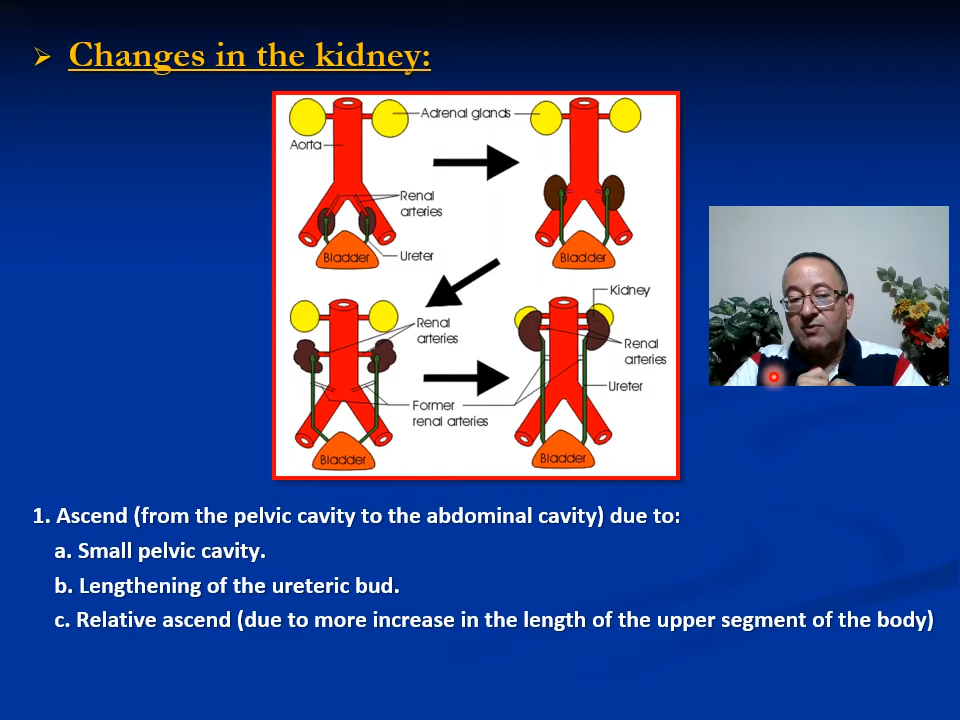 Changes in the kidney:
Adrenal glands
Aorta
Renal
arteries
Bladder
Ureter
Bladder
Kidney
Renal
arteries
Renal
arteries
Ureter
Former
renal arteries
Bladder
Bladder
1. Ascend (from the pelvic cavity to the abdominal cavity) due to:
a. Small pelvic cavity.
b. Lengthening of the ureteric bud.
c. Relative ascend (due to more increase in the length of the upper segment of the body)